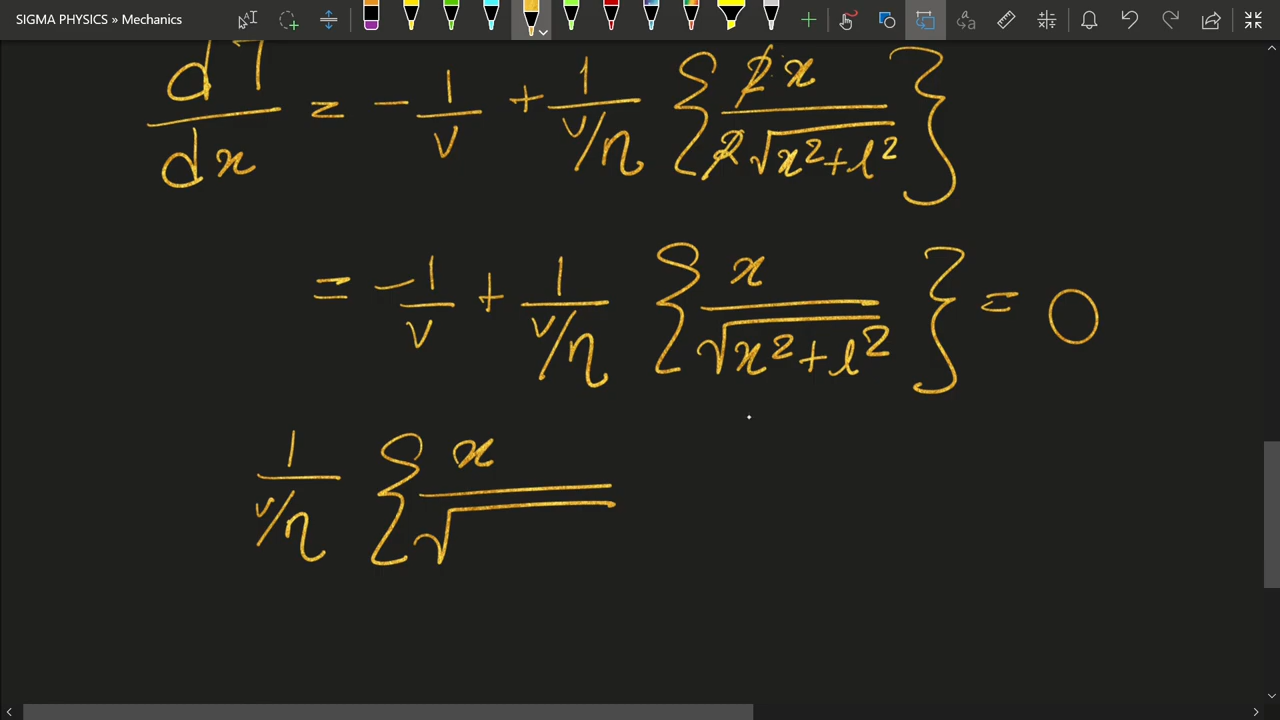 SIGMA PHYSICS » Mechanics
dT/dx = - 1/v + 1/(v/η) { 2x / 2√x²+l² }
= - 1/v + 1/(v/η) { x / √x²+l² } = 0
1/(v/η) { x / √